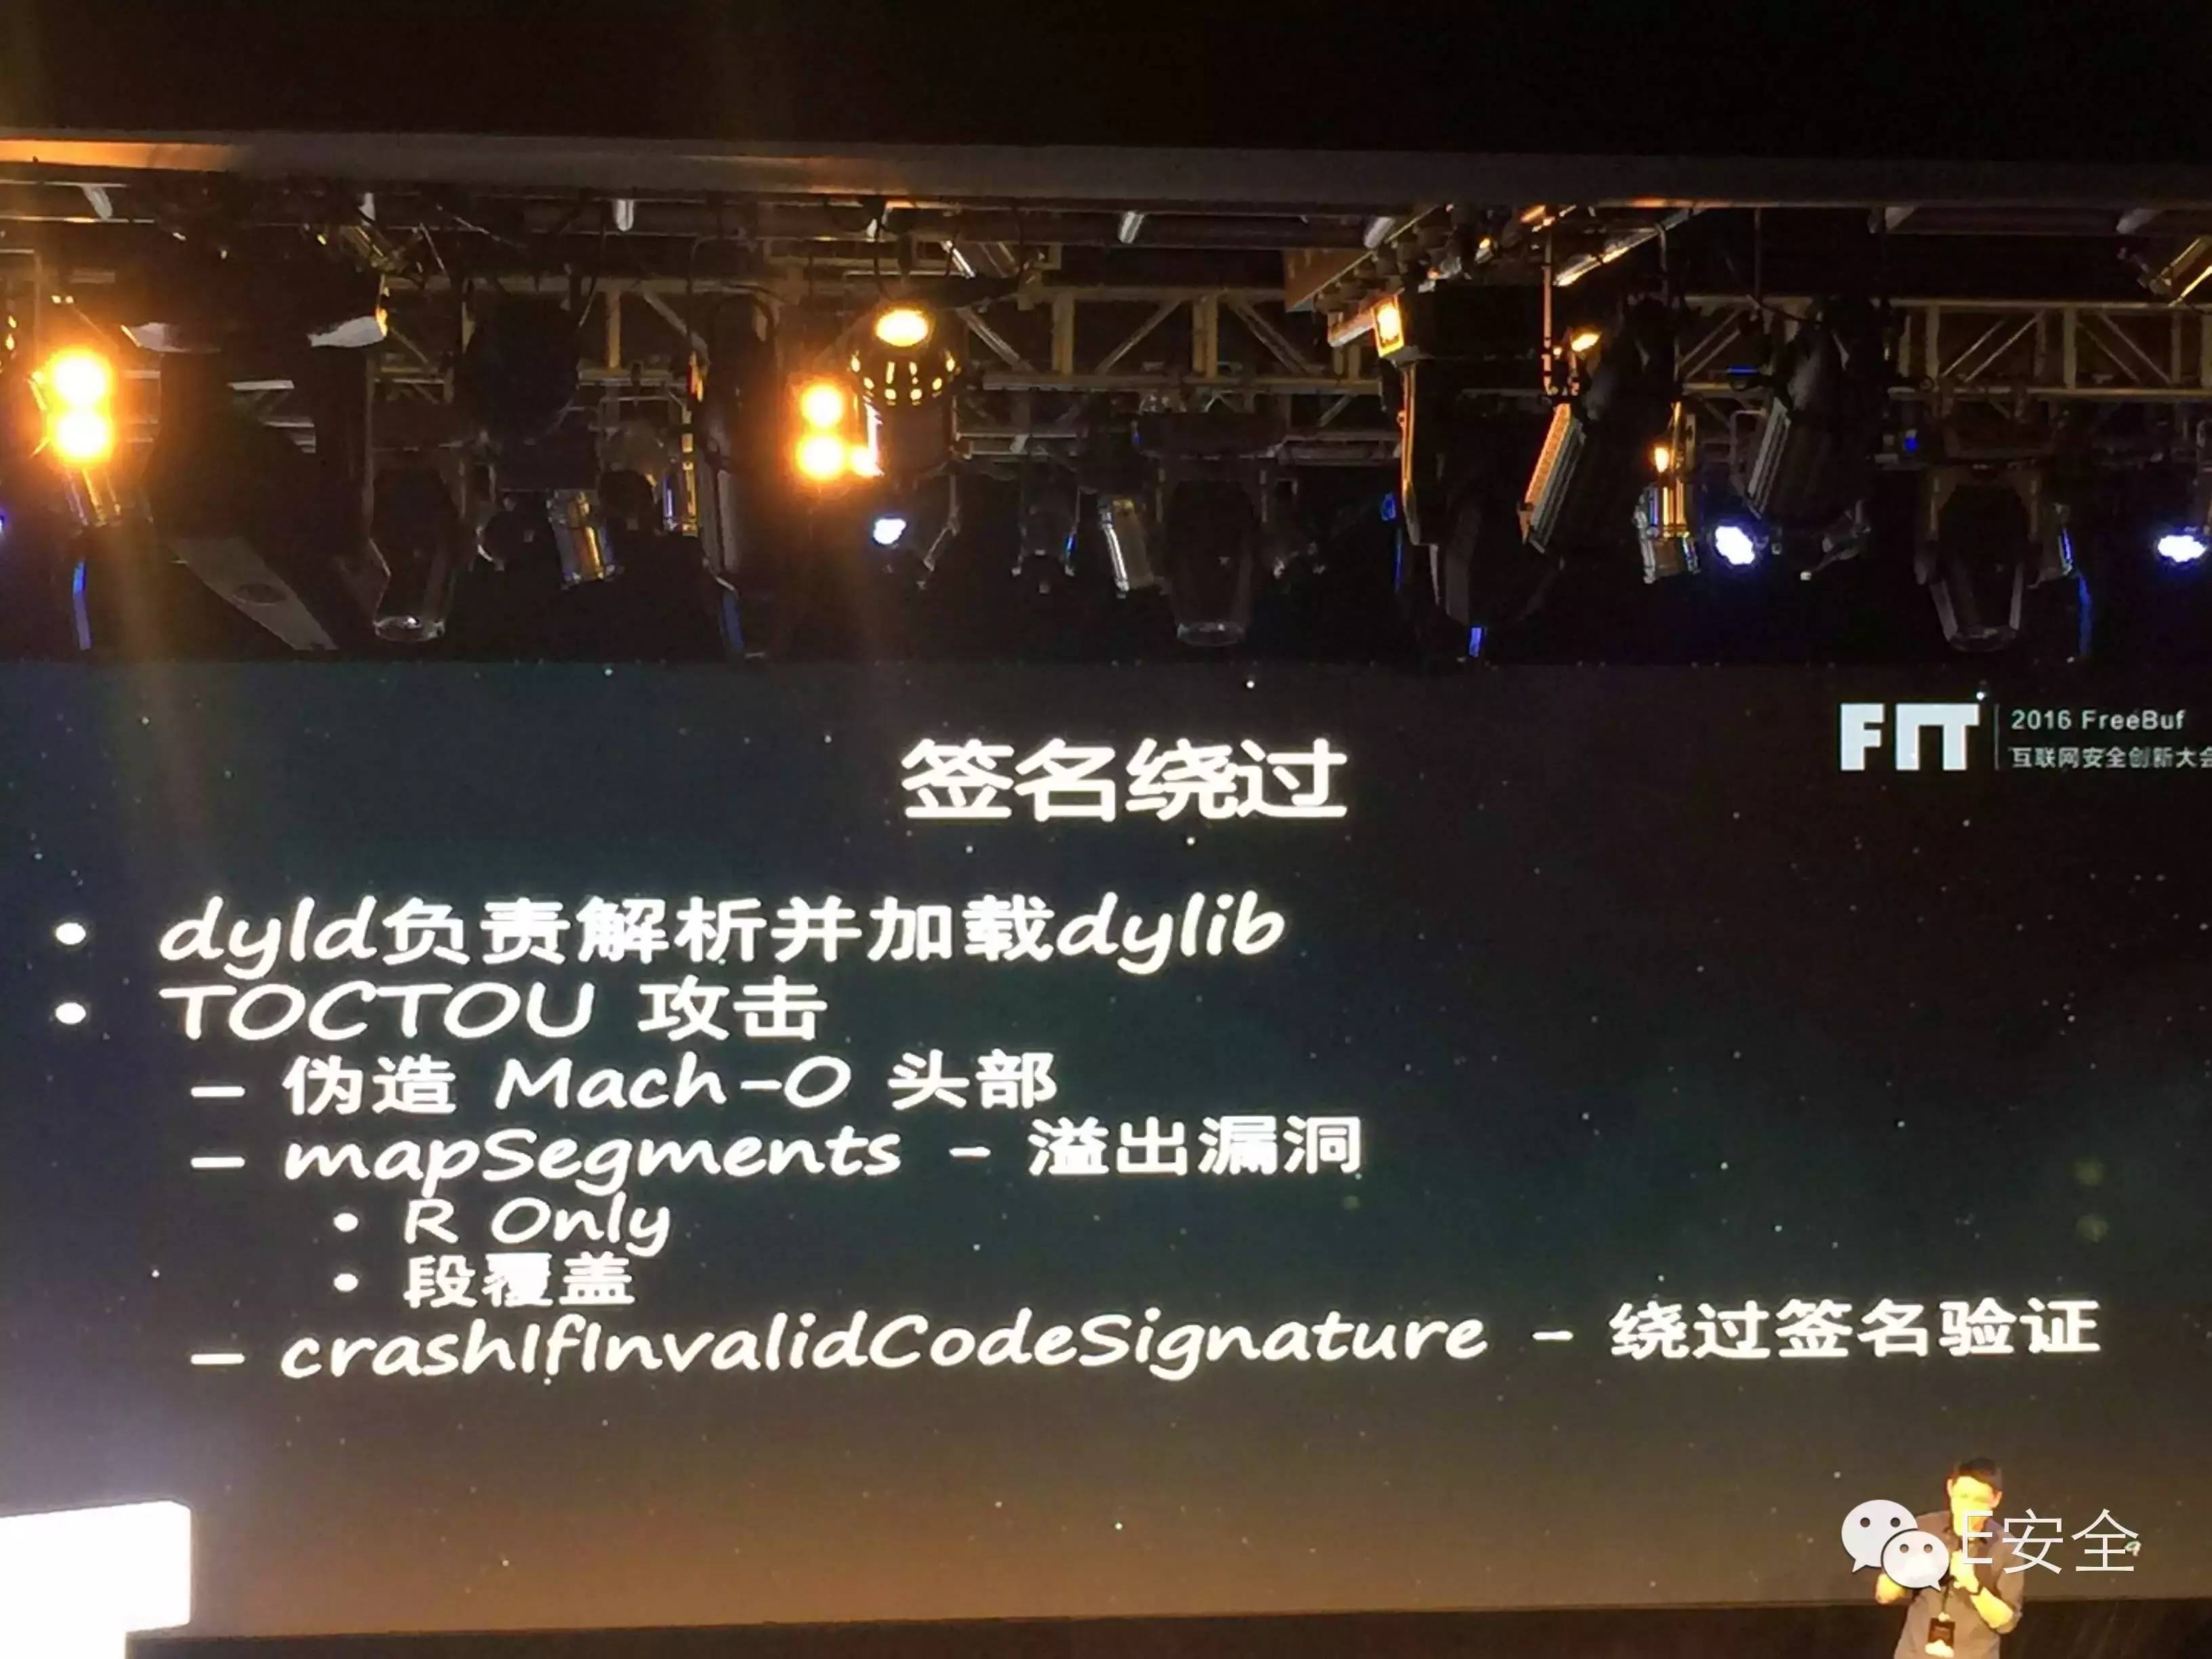 FIT
2016 FreeBuf
互联网安全创新大会
签名绕过
• dyld负责解析并加载dylib
• TOCTOU 攻击
– 伪造 Mach-O 头部
– mapSegments - 溢出漏洞
• R Only
• 段覆盖
– crashIfInvalidCodeSignature - 绕过签名验证
E安全
9